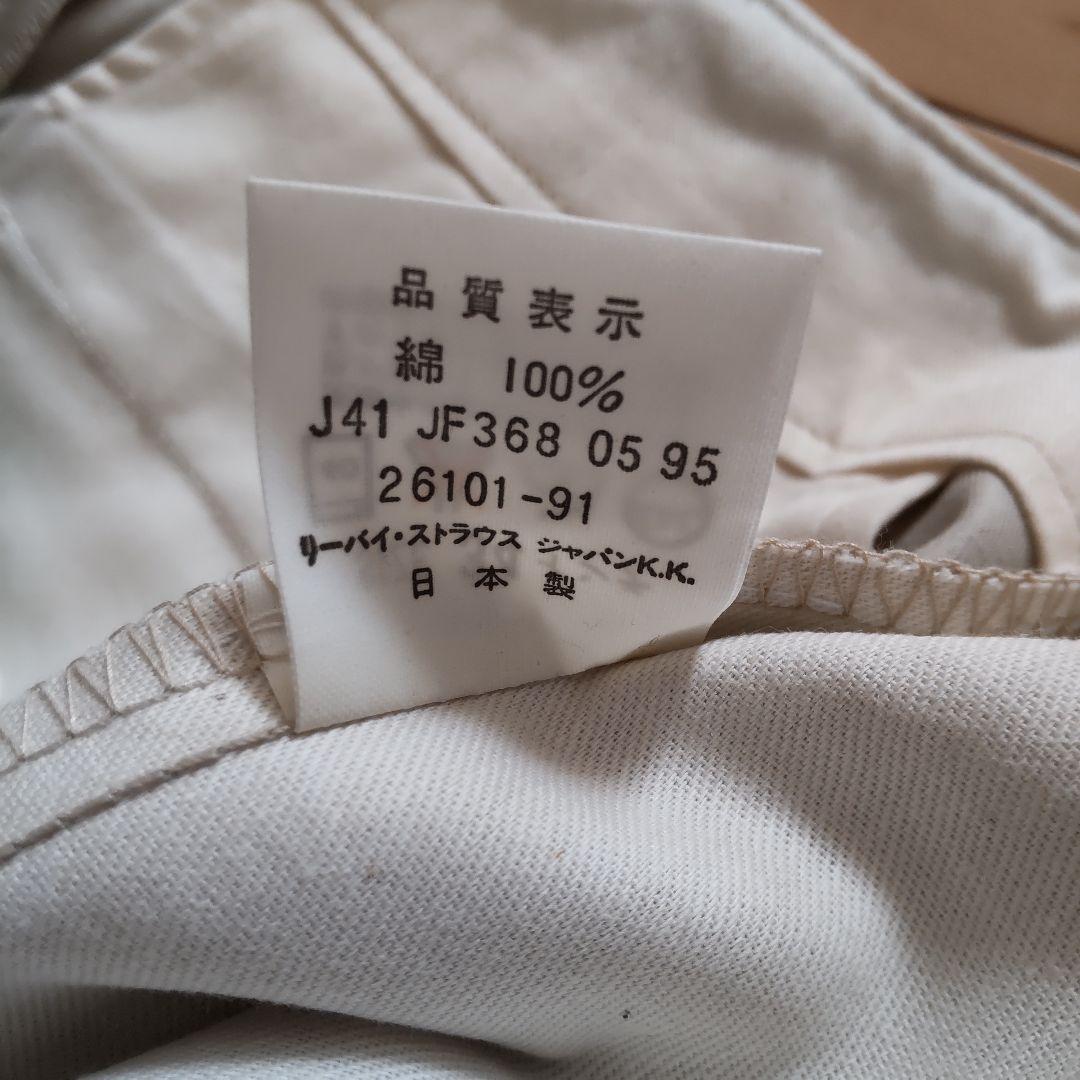 品質表示
綿 100%
J41 JF368 05 95
26101-91
リーバイ・ストラウス ジャパンK.K.
日本製